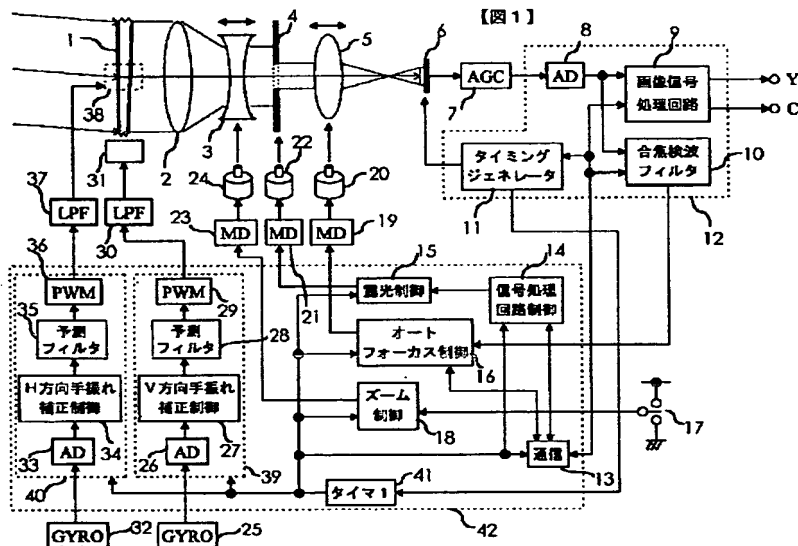 【図1】
1
2
3
4
5
6
38
AGC
7
8
AD
9
画像信号
処理回路
Y
C
タイミング
ジェネレータ
11
合焦検波
フィルタ
10
12
31
24
22
20
37
LPF
LPF
30
23
MD
MD
MD
19
21
36
PWM
PWM
29
15
露光制御
14
信号処理
回路制御
35
予測
フィルタ
予測
フィルタ
28
オート
フォーカス制御
16
H方向手振れ
補正制御
34
V方向手振れ
補正制御
27
ズーム
制御
18
17
33
AD
26
AD
通信
13
40
39
タイマ1
41
42
GYRO
32
GYRO
25